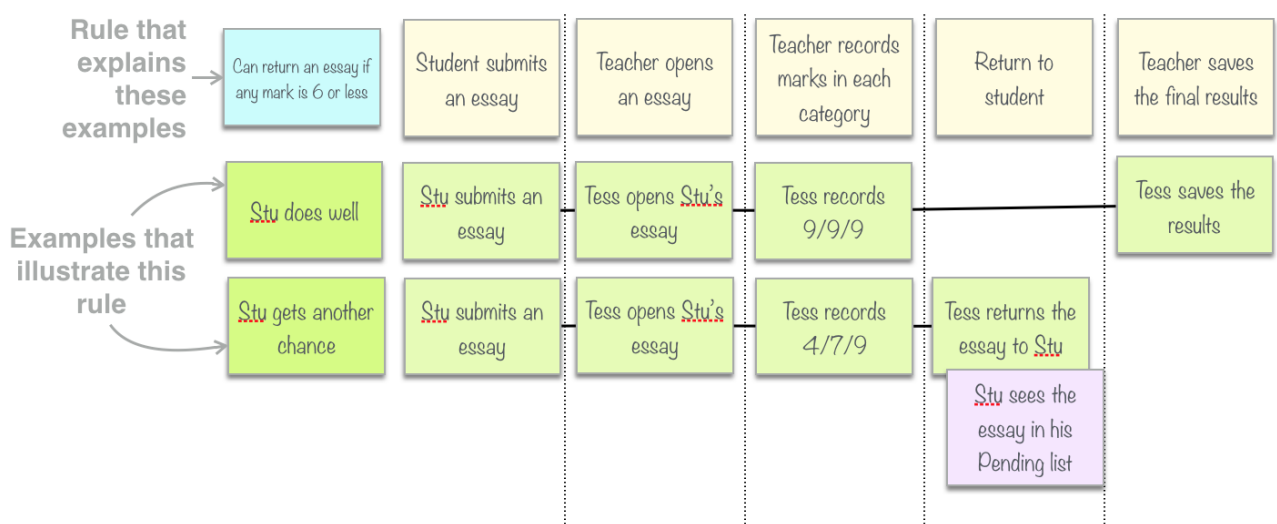 Rule that
explains
these
examples
Can return an essay if
any mark is 6 or less
Student submits
an essay
Teacher opens
an essay
Teacher records
marks in each
category
Return to
student
Teacher saves
the final results
Examples that
illustrate this
rule
Stu does well
Stu submits an
essay
Tess opens Stu's
essay
Tess records
9/9/9
Tess saves the
results
Stu gets another
chance
Stu submits an
essay
Tess opens Stu's
essay
Tess records
4/7/9
Tess returns the
essay to Stu
Stu sees the
essay in his
Pending list